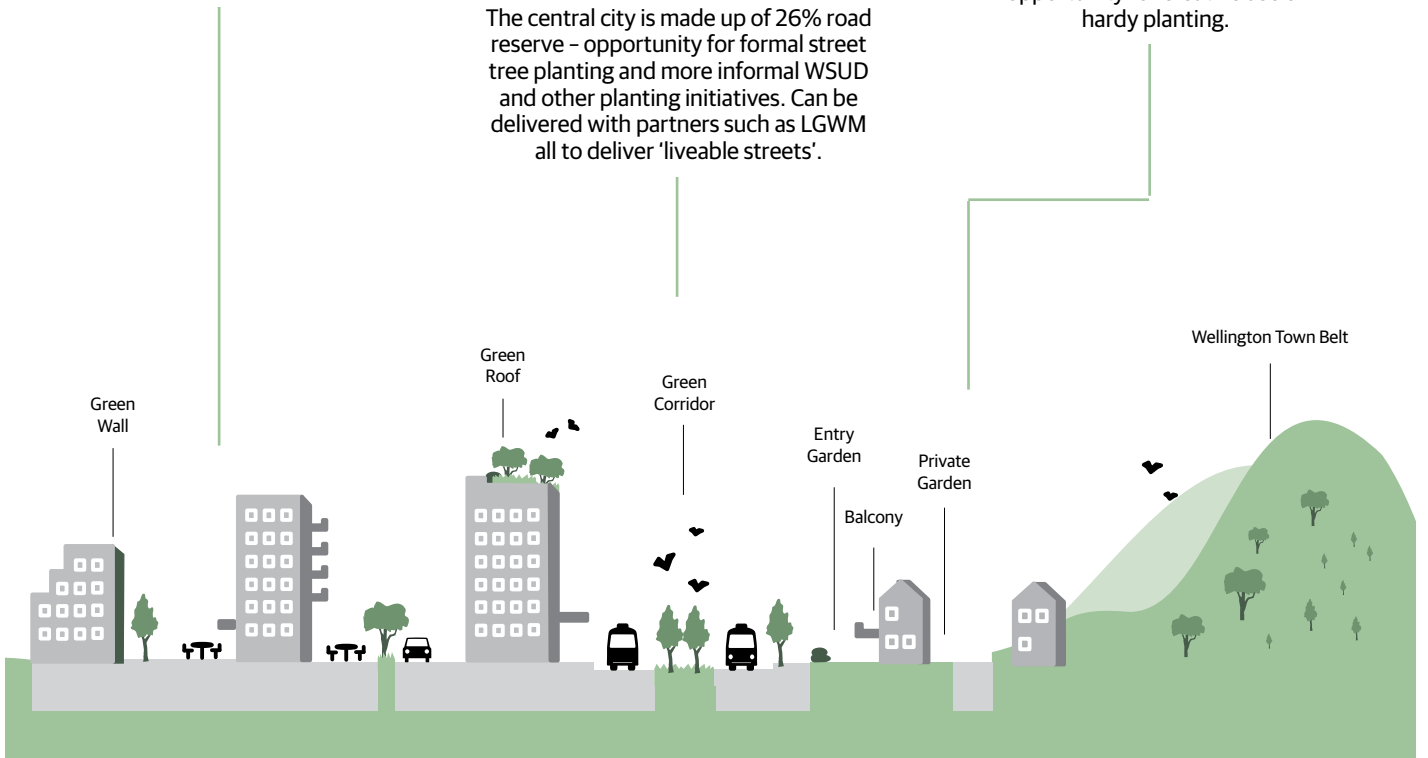 The central city is made up of 26% road
reserve – opportunity for formal street
tree planting and more informal WSUD
and other planting initiatives. Can be
delivered with partners such as LGWM
all to deliver ‘liveable streets’.
hardy planting.
Green
Wall
Green
Roof
Green
Corridor
Entry
Garden
Balcony
Private
Garden
Wellington Town Belt